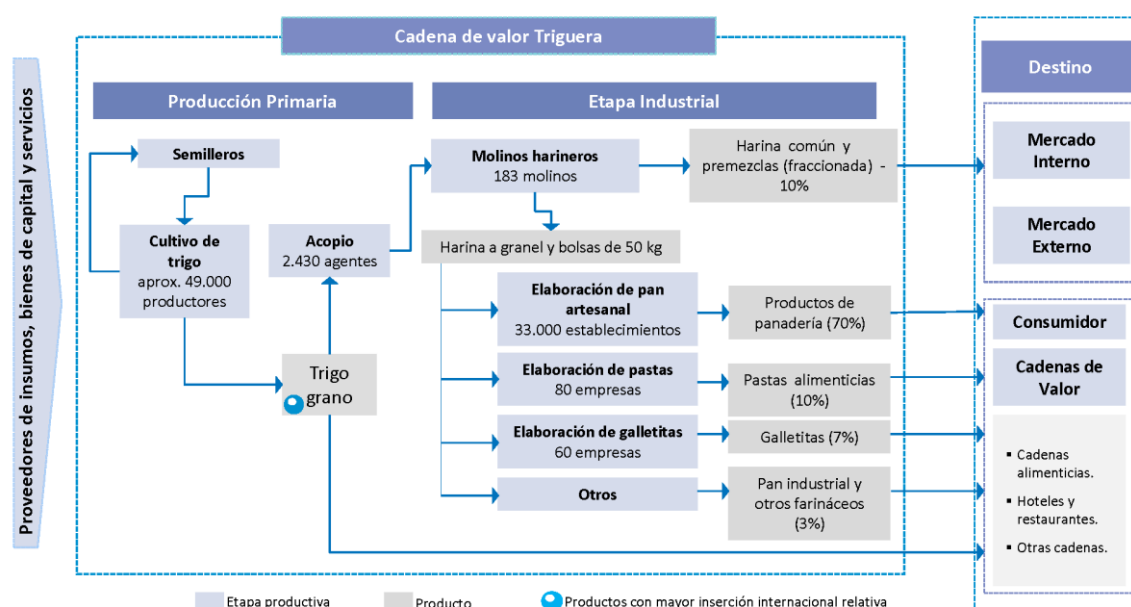 Cadena de valor Triguera
Destino
Proveedores de insumos, bienes de capital y servicios
Producción Primaria
Etapa Industrial
Semilleros
Cultivo de
trigo
aprox. 49.000
productores
Acopio
2.430 agentes
Trigo
grano
Molinos harineros
183 molinos
Harina común y
premezclas (fraccionada) -
10%
Harina a granel y bolsas de 50 kg
Elaboración de pan
artesanal
33.000 establecimientos
Productos de
panadería (70%)
Elaboración de pastas
80 empresas
Pastas alimenticias
(10%)
Elaboración de galletitas
60 empresas
Galletitas (7%)
Otros
Pan industrial y
otros farináceos
(3%)
Mercado
Interno
Mercado
Externo
Consumidor
Cadenas de
Valor
▪ Cadenas
alimenticias.
▪ Hoteles y
restaurantes.
▪ Otras cadenas.
Etapa productiva
Producto
Productos con mayor inserción internacional relativa